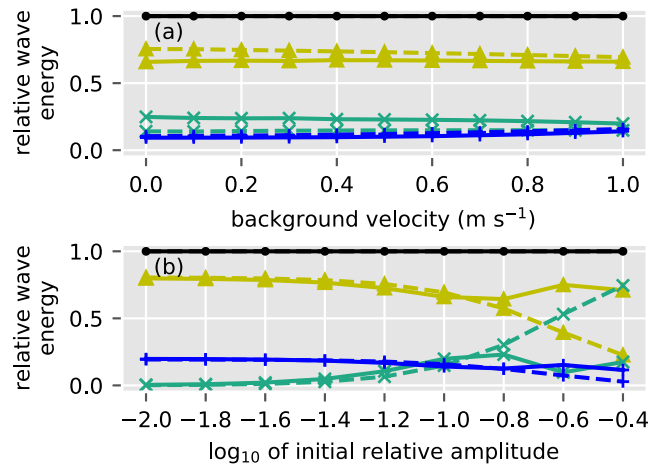 relative wave
energy
1.0
0.5
0.0
(a)
0.0 0.2 0.4 0.6 0.8 1.0
background velocity (m s⁻¹)
relative wave
energy
1.0
0.5
0.0
(b)
−2.0 −1.8 −1.6 −1.4 −1.2 −1.0 −0.8 −0.6 −0.4
log₁₀ of initial relative amplitude